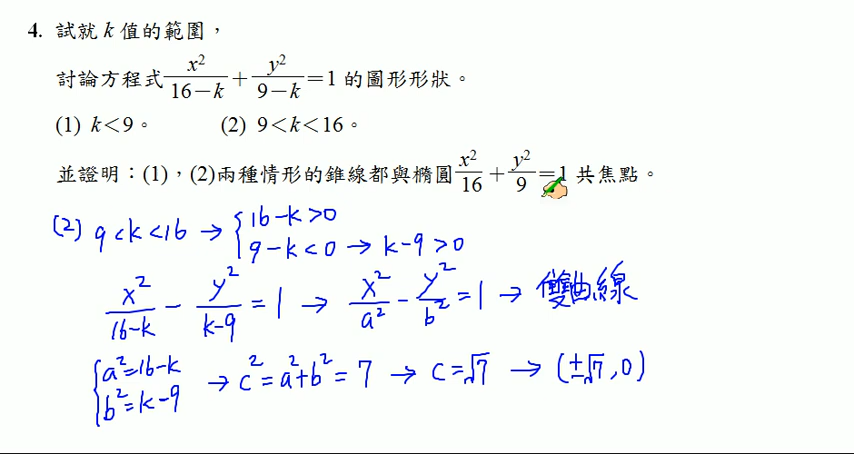 4. 試就 k 值的範圍，
討論方程式 x²/(16−k) + y²/(9−k) = 1 的圖形形狀。
(1) k<9。 (2) 9<k<16。
並證明：(1)，(2)兩種情形的錐線都與橢圓 x²/16 + y²/9 = 1 共焦點。
(2) 9<k<16 → { 16−k>0
9−k<0 → k−9>0
x²/(16−k) − y²/(k−9) = 1 → x²/a² − y²/b² = 1 → 雙曲線
{ a²=16−k
b²=k−9 → c²=a²+b²=7 → c=√7 → (±√7,0)